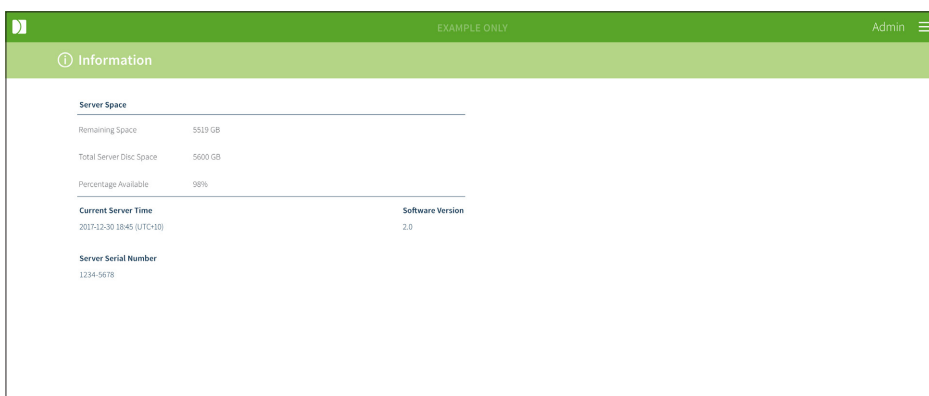 EXAMPLE ONLY
Admin
Information
Server Space
Remaining Space 5519 GB
Total Server Disc Space 5600 GB
Percentage Available 98%
Current Server Time Software Version
2017-12-30 18:45 (UTC+10) 2.0
Server Serial Number
1234-5678